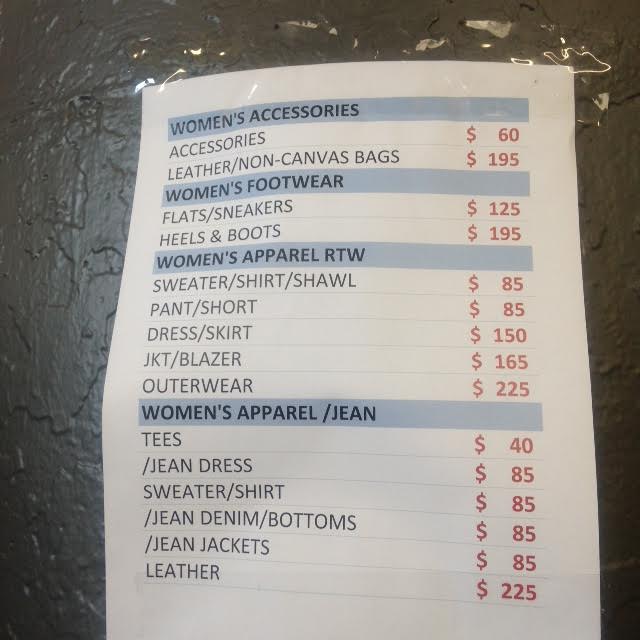 WOMEN'S ACCESSORIES
ACCESSORIES $ 60
LEATHER/NON-CANVAS BAGS $ 195
WOMEN'S FOOTWEAR
FLATS/SNEAKERS $ 125
HEELS & BOOTS $ 195
WOMEN'S APPAREL RTW
SWEATER/SHIRT/SHAWL $ 85
PANT/SHORT $ 85
DRESS/SKIRT $ 150
JKT/BLAZER $ 165
OUTERWEAR $ 225
WOMEN'S APPAREL /JEAN
TEES $ 40
/JEAN DRESS $ 85
SWEATER/SHIRT $ 85
/JEAN DENIM/BOTTOMS $ 85
/JEAN JACKETS $ 85
LEATHER $ 225